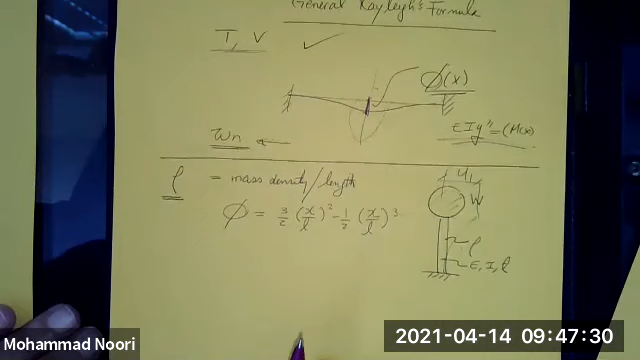 General Rayleigh's Formula
T, V ✓
ϕ(x)
EIy" = (M(x)
ωn ←
ρ = mass density/length
u
W
ϕ = 3/2 (x/l)² - 1/2 (x/l)³
ρ
E, I, l
Mohammad Noori
2021-04-14 09:47:30